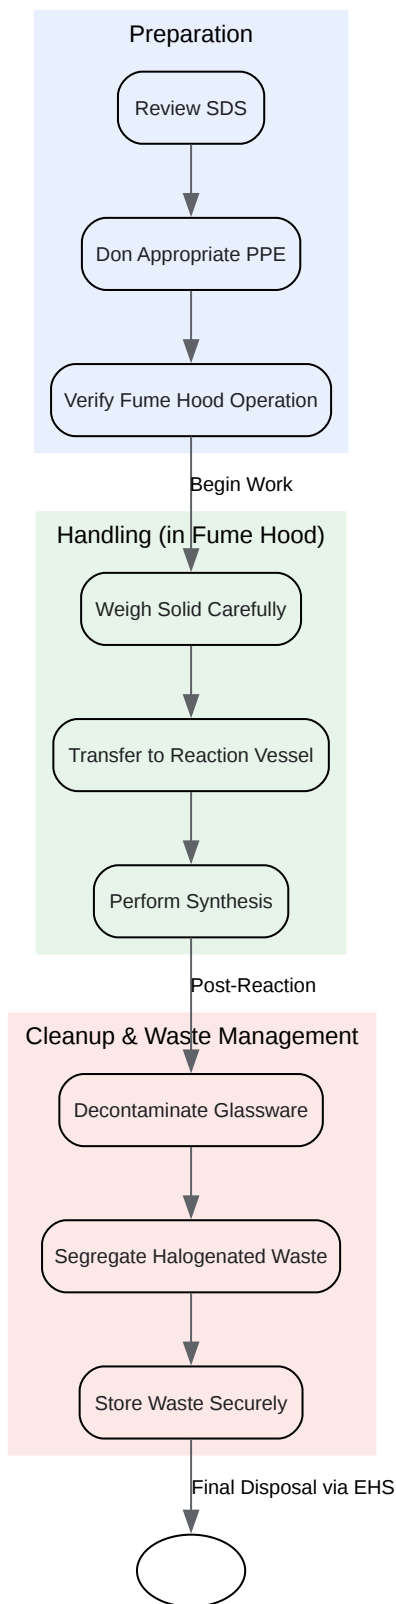 Preparation
Review SDS
Don Appropriate PPE
Verify Fume Hood Operation
Begin Work
Handling (in Fume Hood)
Weigh Solid Carefully
Transfer to Reaction Vessel
Perform Synthesis
Post-Reaction
Cleanup & Waste Management
Decontaminate Glassware
Segregate Halogenated Waste
Store Waste Securely
Final Disposal via EHS